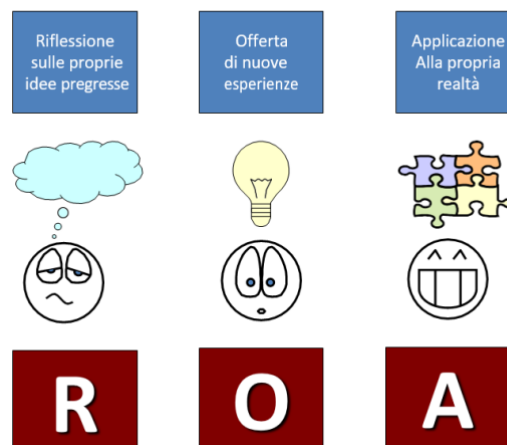 Riflessione
sulle proprie
idee pregresse
Offerta
di nuove
esperienze
Applicazione
Alla propria
realtà
R
O
A